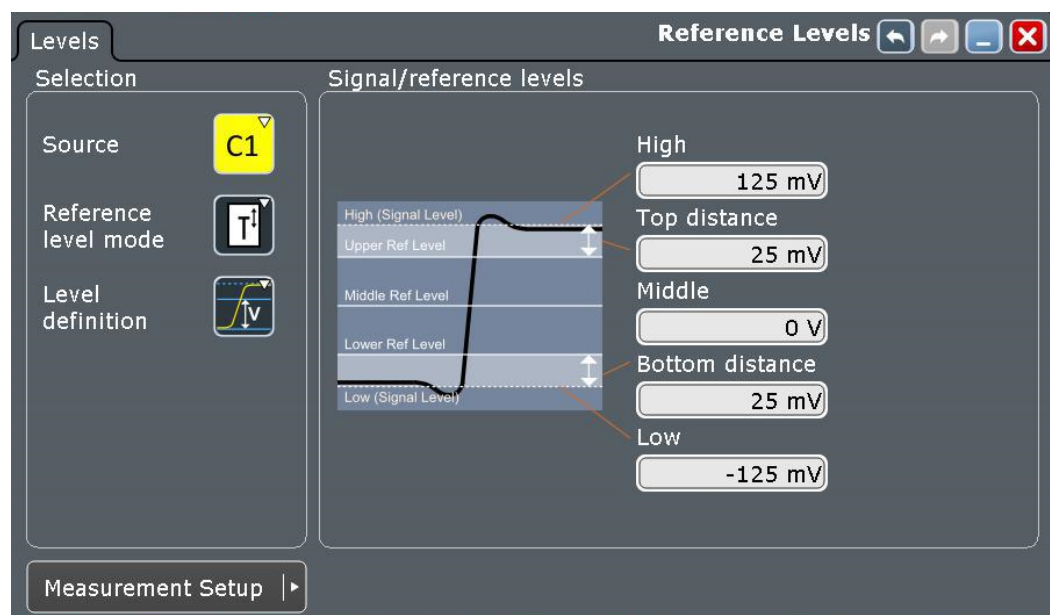 Levels
Reference Levels
Selection
Source
C1
Reference
level mode
T
Level
definition
V
Signal/reference levels
High (Signal Level)
Upper Ref Level
Middle Ref Level
Lower Ref Level
Low (Signal Level)
High
125 mV
Top distance
25 mV
Middle
0 V
Bottom distance
25 mV
Low
-125 mV
Measurement Setup